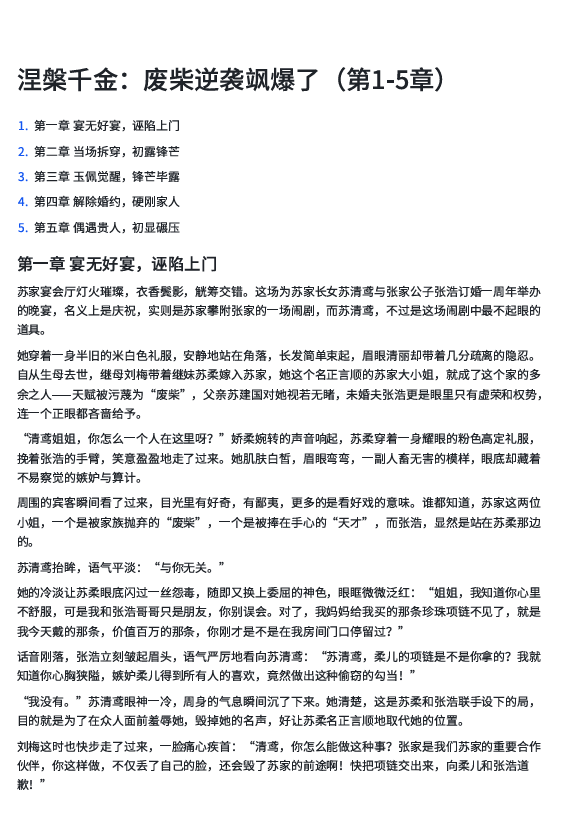 涅槃千金：废柴逆袭飒爆了（第1-5章）
1. 第一章 宴无好宴，诬陷上门
2. 第二章 当场拆穿，初露锋芒
3. 第三章 玉佩觉醒，锋芒毕露
4. 第四章 解除婚约，硬刚家人
5. 第五章 偶遇贵人，初显碾压
第一章 宴无好宴，诬陷上门
苏家宴会厅灯火璀璨，衣香鬓影，觥筹交错。这场为苏家长女苏清鸢与张家公子张浩订婚一周年举办
的晚宴，名义上是庆祝，实则是苏家攀附张家的一场闹剧，而苏清鸢，不过是这场闹剧中最不起眼的
道具。
她穿着一身半旧的米白色礼服，安静地站在角落，长发简单束起，眉眼清丽却带着几分疏离的隐忍。
自从生母去世，继母刘梅带着继妹苏柔嫁入苏家，她这个名正言顺的苏家大小姐，就成了这个家的多
余之人——天赋被污蔑为“废柴”，父亲苏建国对她视若无睹，未婚夫张浩更是眼里只有虚荣和权势，
连一个正眼都吝啬给予。
“清鸢姐姐，你怎么一个人在这里呀？”娇柔婉转的声音响起，苏柔穿着一身耀眼的粉色高定礼服，
挽着张浩的手臂，笑意盈盈地走了过来。她肌肤白皙，眉眼弯弯，一副人畜无害的模样，眼底却藏着
不易察觉的嫉妒与算计。
周围的宾客瞬间看了过来，目光里有好奇，有鄙夷，更多的是看好戏的意味。谁都知道，苏家这两位
小姐，一个是被家族抛弃的“废柴”，一个是被捧在手心的“天才”，而张浩，显然是站在苏柔那边
的。
苏清鸢抬眸，语气平淡：“与你无关。”
她的冷淡让苏柔眼底闪过一丝怨毒，随即又换上委屈的神色，眼眶微微泛红：“姐姐，我知道你心里
不舒服，可是我和张浩哥哥只是朋友，你别误会。对了，我妈妈给我买的那条珍珠项链不见了，就是
我今天戴的那条，价值百万的那条，你刚才是不是在我房间门口停留过？”
话音刚落，张浩立刻皱起眉头，语气严厉地看向苏清鸢：“苏清鸢，柔儿的项链是不是你拿的？我就
知道你心胸狭隘，嫉妒柔儿得到所有人的喜欢，竟然做出这种偷窃的勾当！”
“我没有。”苏清鸢眼神一冷，周身的气息瞬间沉了下来。她清楚，这是苏柔和张浩联手设下的局，
目的就是为了在众人面前羞辱她，毁掉她的名声，好让苏柔名正言顺地取代她的位置。
刘梅这时也快步走了过来，一脸痛心疾首：“清鸢，你怎么能做这种事？张家是我们苏家的重要合作
伙伴，你这样做，不仅丢了自己的脸，还会毁了苏家的前途啊！快把项链交出来，向柔儿和张浩道
歉！”